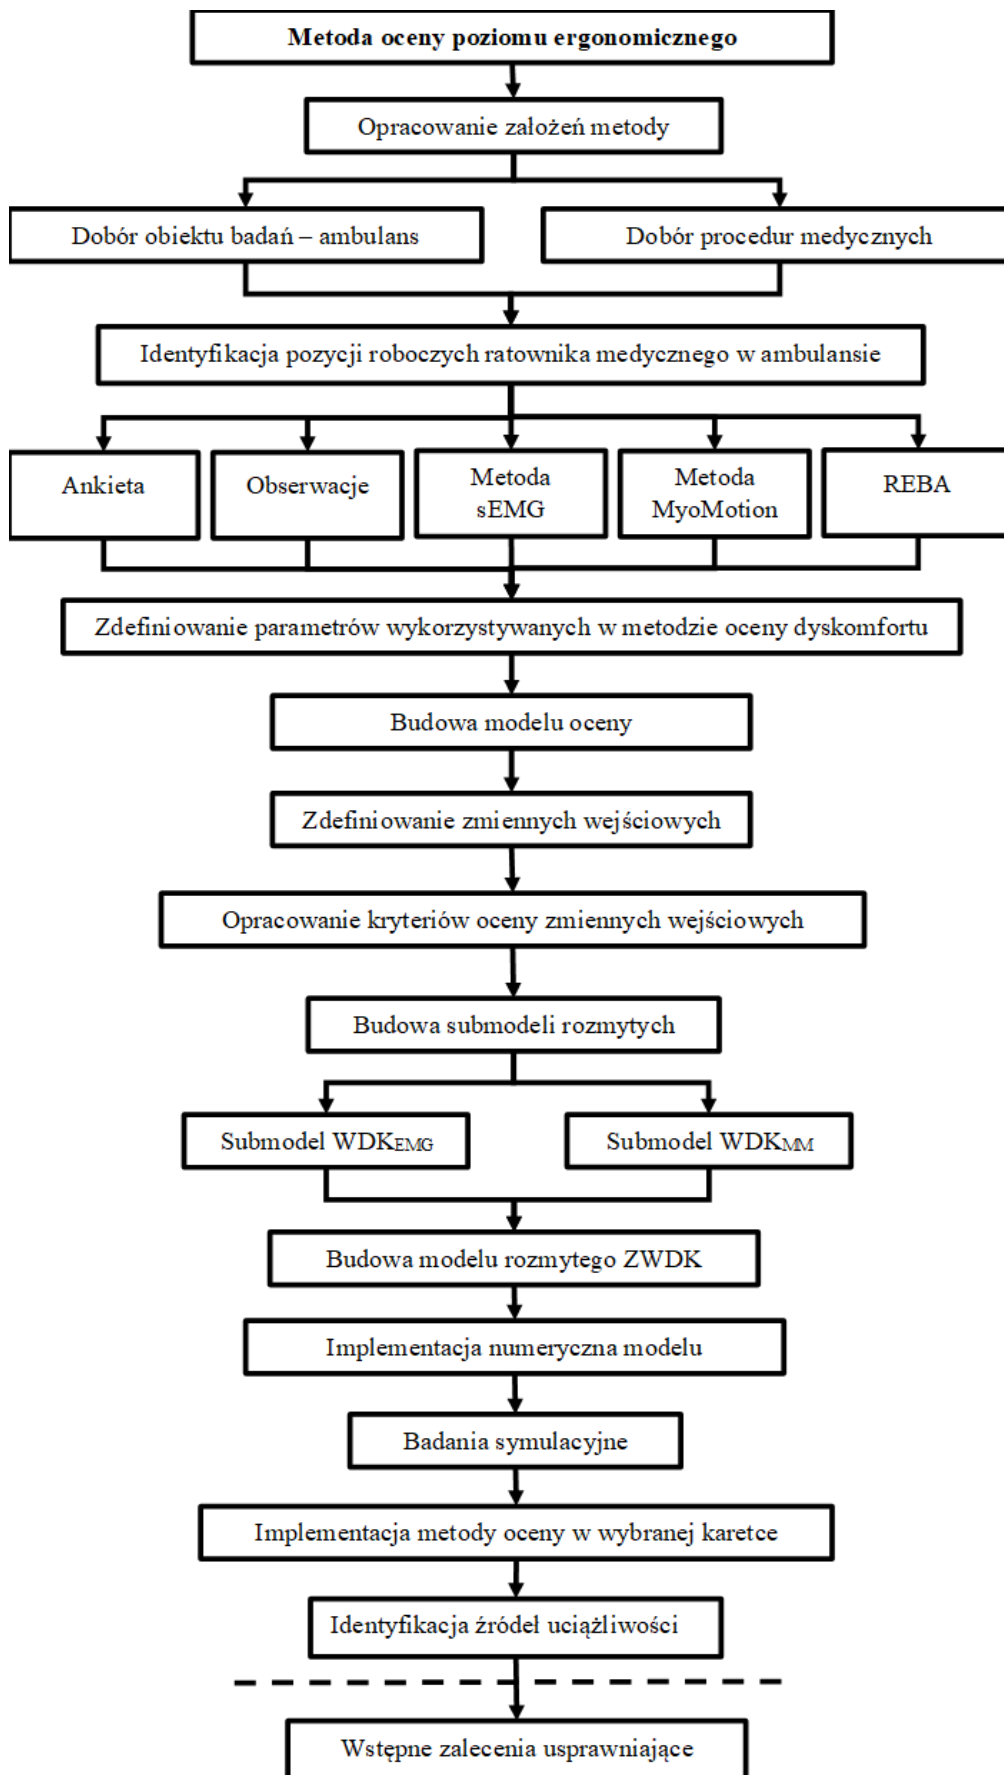 Metoda oceny poziomu ergonomicznego
Opracowanie założeń metody
Dobór obiektu badań – ambulans
Dobór procedur medycznych
Identyfikacja pozycji roboczych ratownika medycznego w ambulansie
Ankieta
Obserwacje
Metoda
sEMG
Metoda
MyoMotion
REBA
Zdefiniowanie parametrów wykorzystywanych w metodzie oceny dyskomfortu
Budowa modelu oceny
Zdefiniowanie zmiennych wejściowych
Opracowanie kryteriów oceny zmiennych wejściowych
Budowa submodeli rozmytych
Submodel WDKEMG
Submodel WDKMM
Budowa modelu rozmytego ZWDK
Implementacja numeryczna modelu
Badania symulacyjne
Implementacja metody oceny w wybranej karetce
Identyfikacja źródeł uciążliwości
Wstępne zalecenia usprawniające